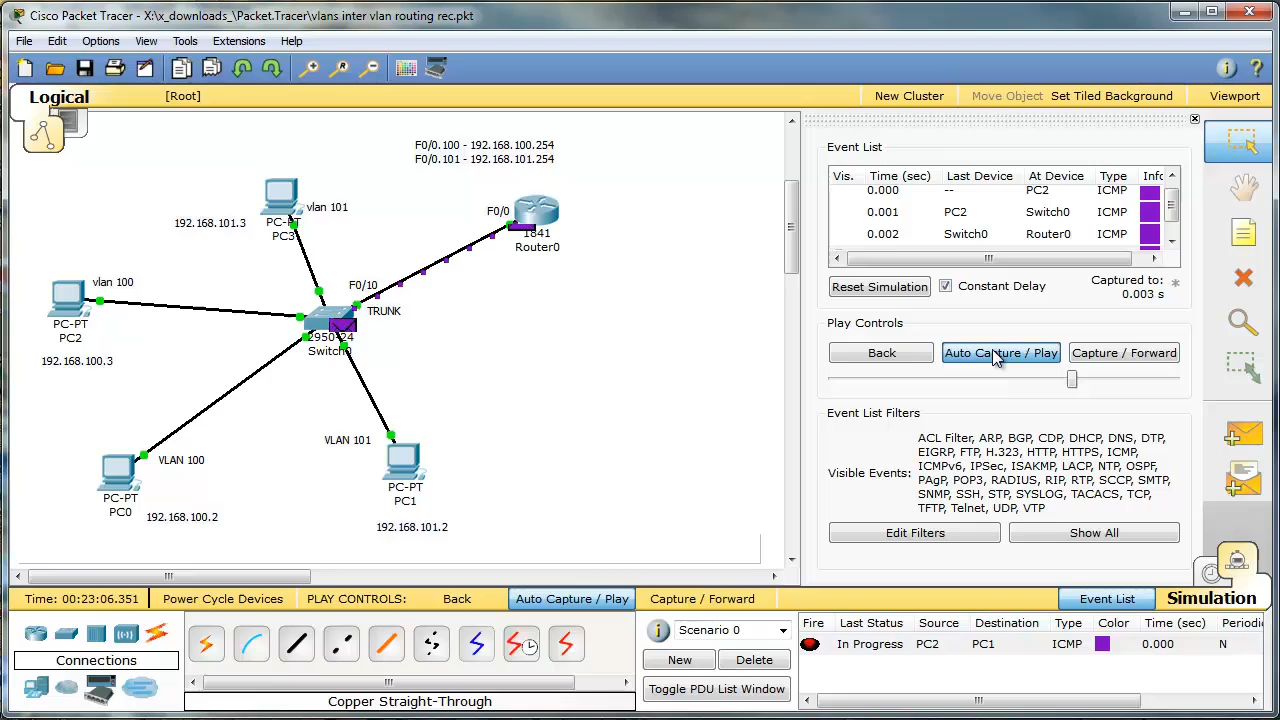 Cisco Packet Tracer - X:\x_downloads_\Packet.Tracer\vlans inter vlan routing rec.pkt
File Edit Options View Tools Extensions Help
Logical [Root] New Cluster Move Object Set Tiled Background Viewport
F0/0.100 - 192.168.100.254
F0/0.101 - 192.168.101.254
vlan 101
192.168.101.3
PC-PT
PC3
F0/0
1841
Router0
vlan 100
PC-PT
PC2
192.168.100.3
F0/10
TRUNK
2950-24
Switch0
VLAN 101
VLAN 100
PC-PT
PC0
192.168.100.2
PC-PT
PC1
192.168.101.2
Event List
Vis. Time (sec) Last Device At Device Type Info
0.000 -- PC2 ICMP
0.001 PC2 Switch0 ICMP
0.002 Switch0 Router0 ICMP
Reset Simulation Constant Delay Captured to:
0.003 s
*
Play Controls
Back Auto Capture / Play Capture / Forward
Event List Filters
Visible Events:
ACL Filter, ARP, BGP, CDP, DHCP, DNS, DTP,
EIGRP, FTP, H.323, HTTP, HTTPS, ICMP,
ICMPv6, IPSec, ISAKMP, LACP, NTP, OSPF,
PAgP, POP3, RADIUS, RIP, RTP, SCCP, SMTP,
SNMP, SSH, STP, SYSLOG, TACACS, TCP,
TFTP, Telnet, UDP, VTP
Edit Filters Show All
Time: 00:23:06.351 Power Cycle Devices PLAY CONTROLS: Back Auto Capture / Play Capture / Forward Event List Simulation
Connections
Copper Straight-Through
Scenario 0
New Delete
Toggle PDU List Window
Fire Last Status Source Destination Type Color Time (sec) Periodi
In Progress PC2 PC1 ICMP 0.000 N